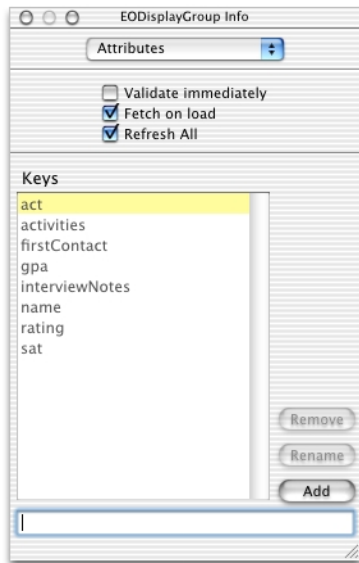 EODisplayGroup Info
Attributes
Validate immediately
Fetch on load
Refresh All
Keys
act
activities
firstContact
gpa
interviewNotes
name
rating
sat
Remove
Rename
Add